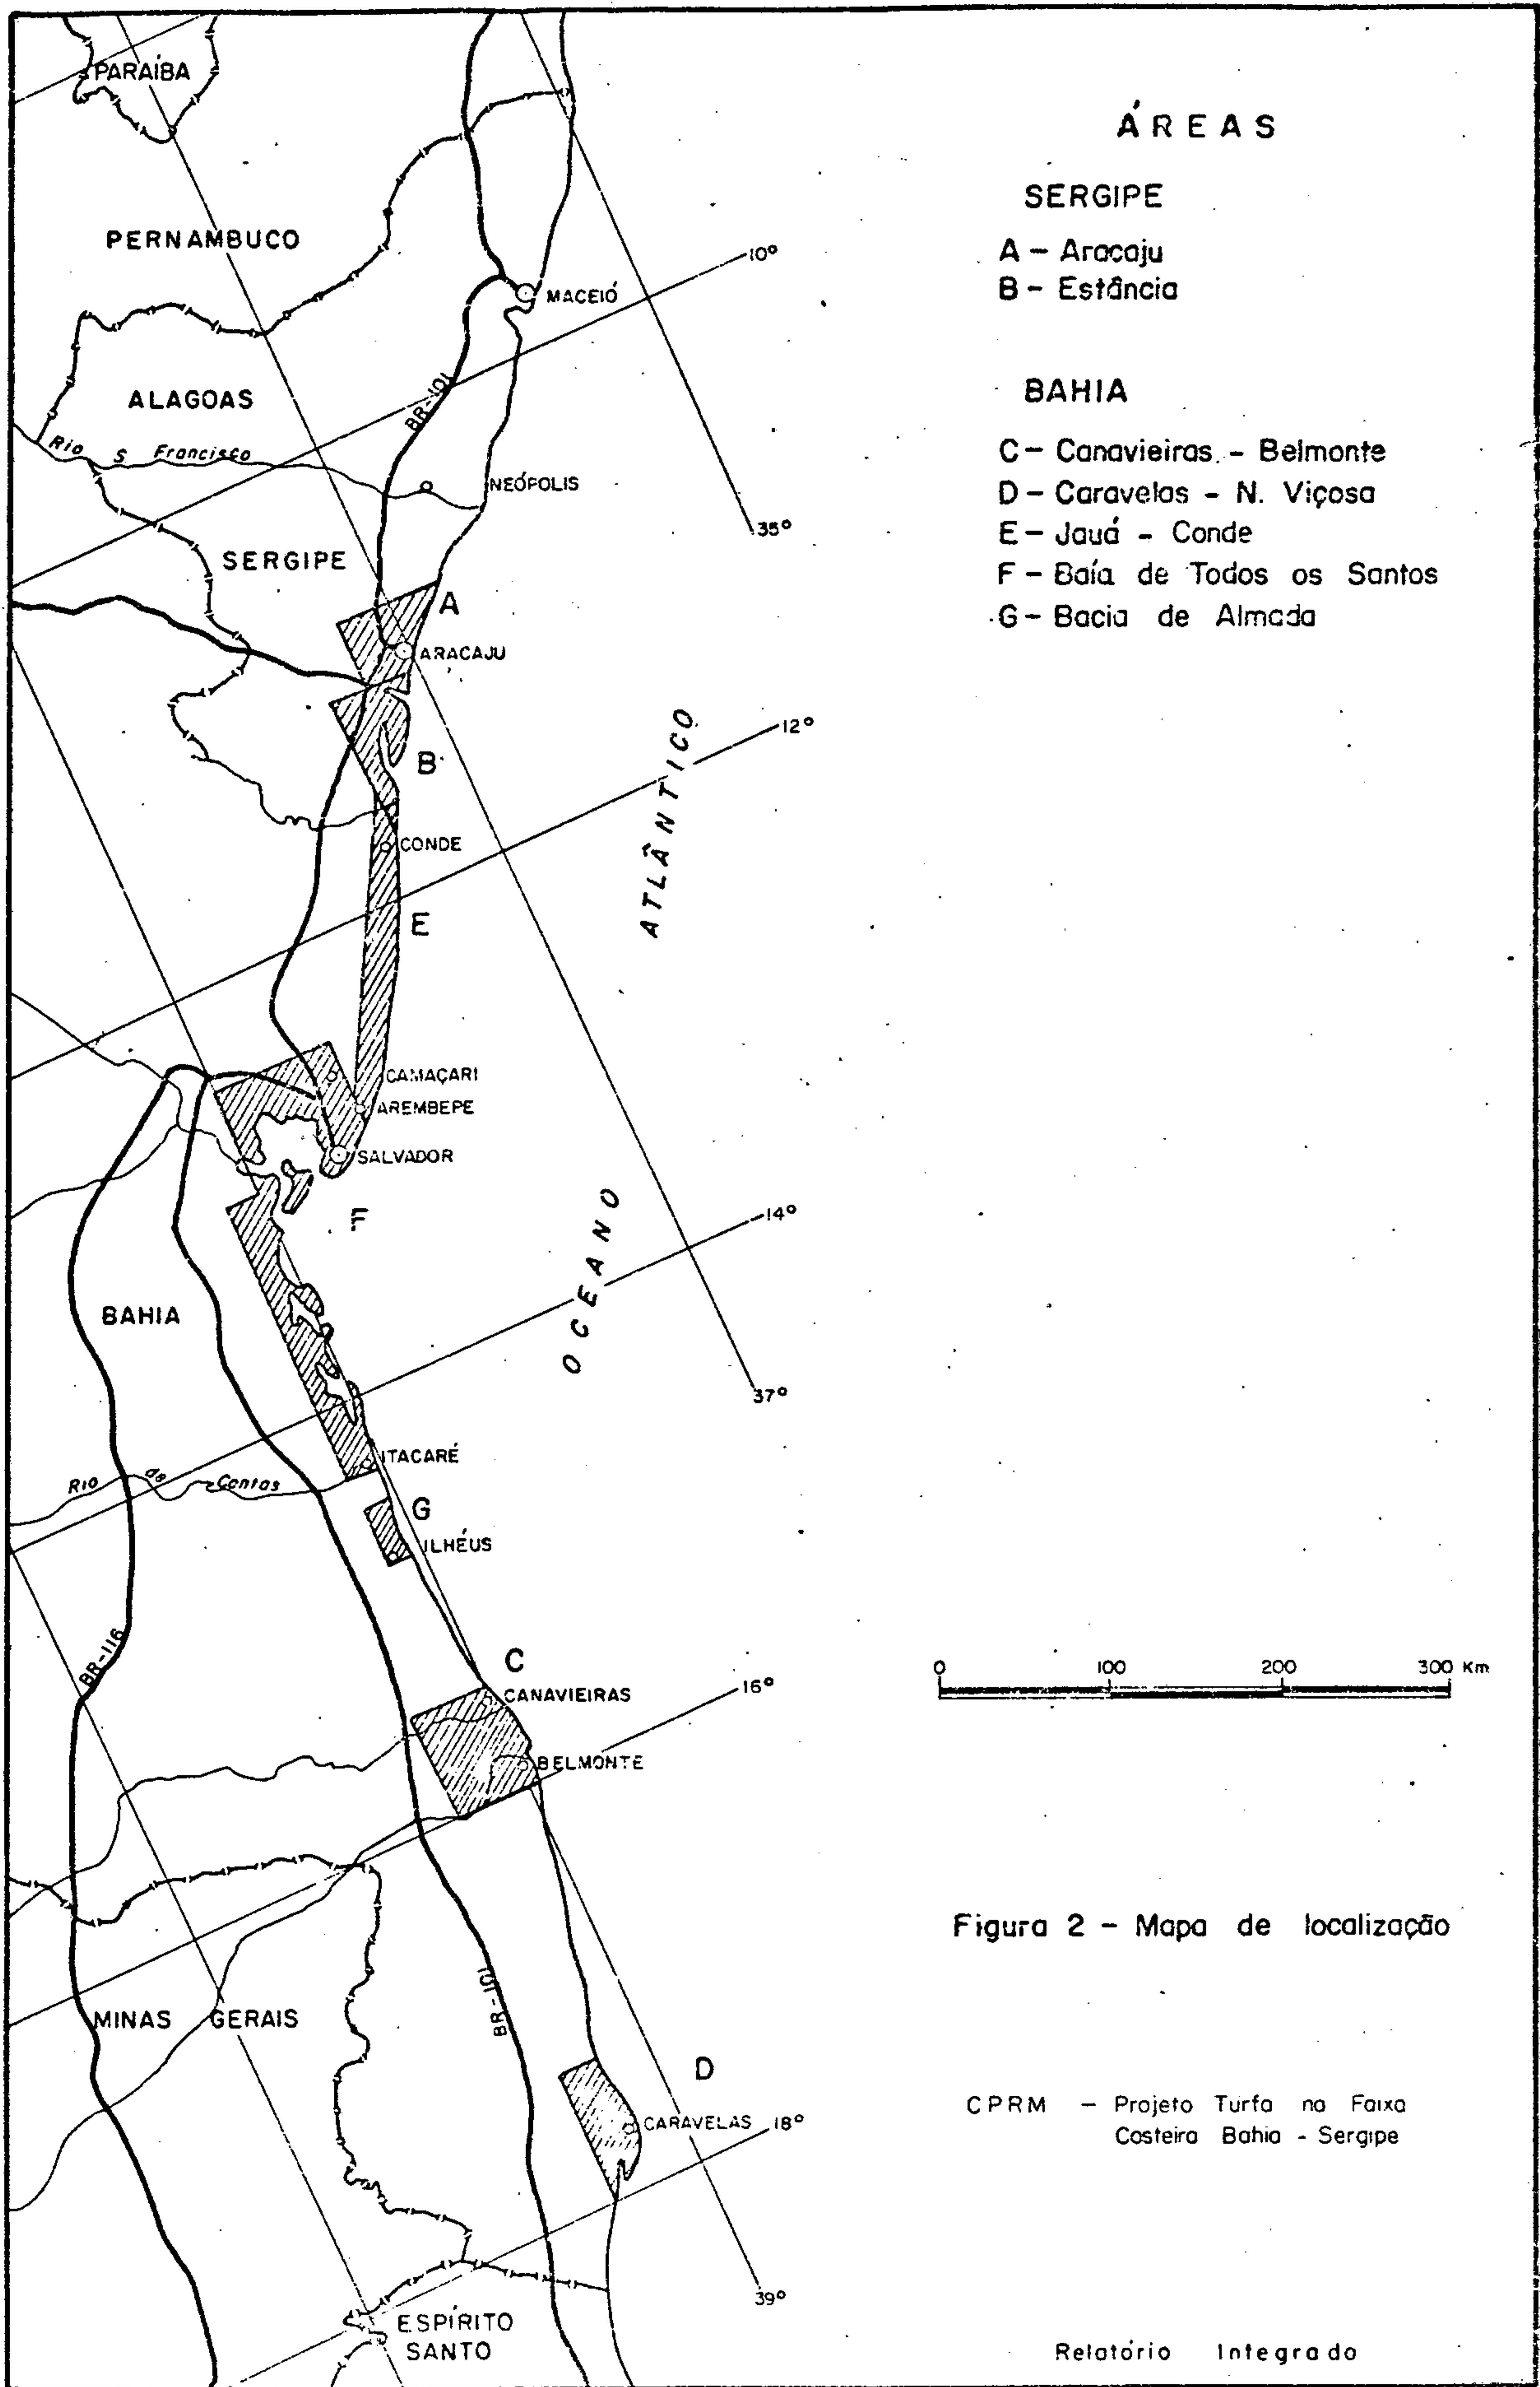 PARAÍBA
PERNAMBUCO
10°
MACEIÓ
ALAGOAS
BR-101
Rio S Francisco
NEÓPOLIS
35°
SERGIPE
A
ARACAJU
12°
B
CONDE
ATLÂNTICO
E
CAMAÇARI
AREMBEPE
SALVADOR
F
14°
OCEANO
BAHIA
37°
ITACARÉ
Rio de Contas
G
ILHÉUS
BR-116
C
CANAVIEIRAS
16°
BELMONTE
MINAS GERAIS
BR-101
D
CARAVELAS
18°
39°
ESPÍRITO
SANTO
ÁREAS
SERGIPE
A - Aracaju
B - Estância
BAHIA
C - Canavieiras - Belmonte
D - Caravelas - N. Viçosa
E - Jauá - Conde
F - Baía de Todos os Santos
G - Bacia de Almada
0 100 200 300 Km
Figura 2 - Mapa de localização
CPRM - Projeto Turfa na Faixa
Costeira Bahia - Sergipe
Relatório Integrado